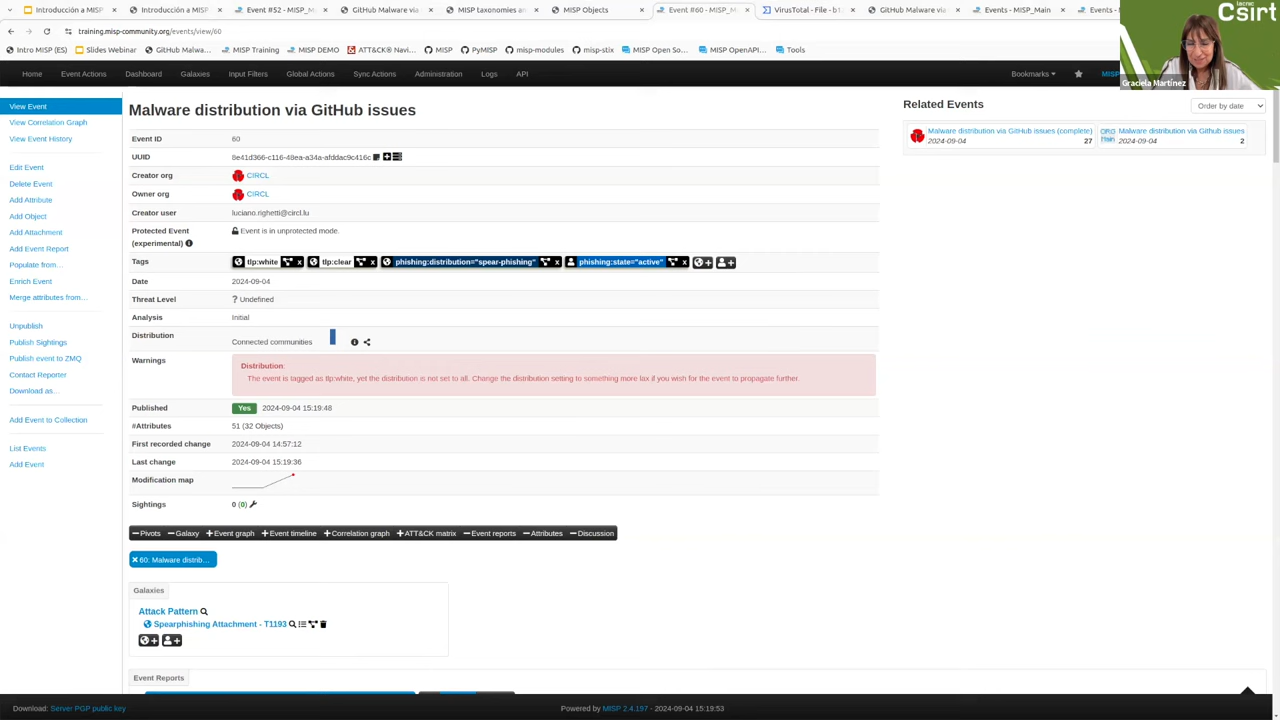 Introducción a MISP
Introducción a MISP
Event #52 - MISP_M
GitHub Malware via
MISP taxonomies an
MISP Objects
Event #60 - MISP_M
VirusTotal - File - b1
GitHub Malware via
Events - MISP_Main
Events -
training.misp-community.org/events/view/60
Intro MISP (ES)
Slides Webinar
GitHub Malwa...
MISP Training
MISP DEMO
ATT&CK® Navi...
MISP
PyMISP
misp-modules
misp-stix
MISP Open So...
MISP OpenAPI...
Tools
lacnic
Csirt
Graciela Martínez
Home
Event Actions
Dashboard
Galaxies
Input Filters
Global Actions
Sync Actions
Administration
Logs
API
Bookmarks
MISP
View Event
View Correlation Graph
View Event History
Edit Event
Delete Event
Add Attribute
Add Object
Add Attachment
Add Event Report
Populate from...
Enrich Event
Merge attributes from...
Unpublish
Publish Sightings
Publish event to ZMQ
Contact Reporter
Download as...
Add Event to Collection
List Events
Add Event
Malware distribution via GitHub issues
Event ID 60
UUID 8e41d366-c116-48ea-a34a-afddac9c416c
Creator org CIRCL
Owner org CIRCL
Creator user luciano.righetti@circl.lu
Protected Event (experimental) Event is in unprotected mode.
Tags tlp:white x tlp:clear x phishing:distribution="spear-phishing" x phishing:state="active" x
Date 2024-09-04
Threat Level ? Undefined
Analysis Initial
Distribution Connected communities
Warnings Distribution:
The event is tagged as tlp:white, yet the distribution is not set to all. Change the distribution setting to something more lax if you wish for the event to propagate further.
Published Yes 2024-09-04 15:19:48
#Attributes 51 (32 Objects)
First recorded change 2024-09-04 14:57:12
Last change 2024-09-04 15:19:36
Modification map
Sightings 0 (0)
Related Events
Order by date
Malware distribution via GitHub issues (complete)
2024-09-04 27
ORG Main
Malware distribution via Github issues
2024-09-04 2
Pivots Galaxy Event graph Event timeline Correlation graph ATT&CK matrix Event reports Attributes Discussion
60: Malware distrib...
Galaxies
Attack Pattern
Spearphishing Attachment - T1193
Event Reports
Download: Server PGP public key
Powered by MISP 2.4.197 - 2024-09-04 15:19:53